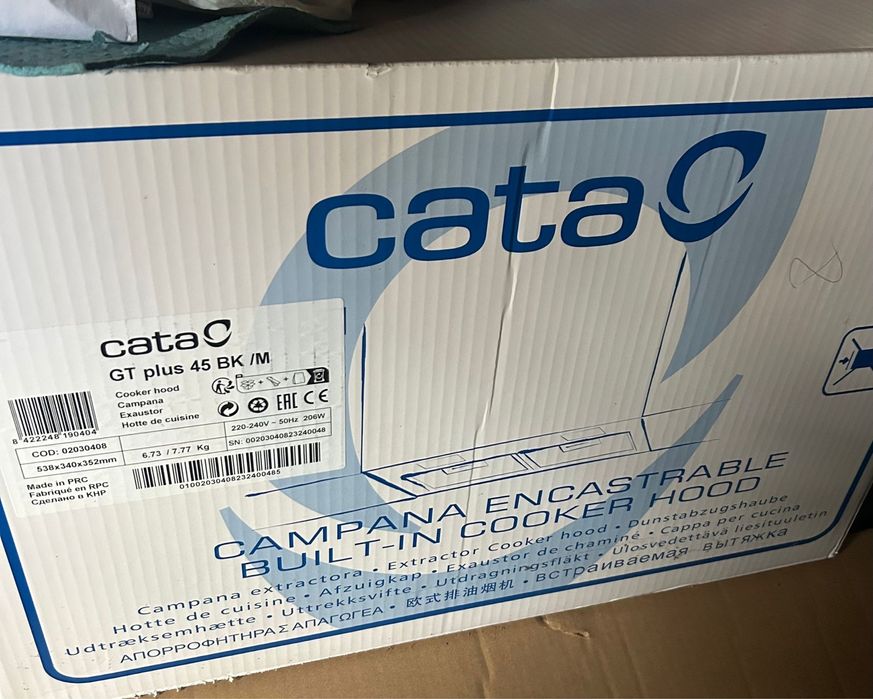 cata
cata
GT plus 45 BK /M
Cooker hood
Campana
Exaustor
Hotte de cuisine
EAC CE
8 422248 190404
COD: 02030408
6.73 / 7.77 Kg
220-240V ~ 50Hz 206W
538x340x352mm
SN: 00203040823240048
Made in PRC
Fabriqué en RPC
Сделано в КНР
01002030408232400485
CAMPANA ENCASTRABLE
BUILT-IN COOKER HOOD
Campana extractora • Extractor Cooker hood • Dunstabzugshaube
Hotte de cuisine • Afzuigkap • Exaustor de chaminé • Cappa per cucina
Udtræksemhætte • Uttrekksvifte • Utdragningsfläkt • Ulosvedettävä liesituuletin
ΑΠΟΡΡΟΦΗΤΗΡΑΣ ΑΠΑΓΩΓΕΑ • 欧式排油烟机 • Встраиваемая вытяжка